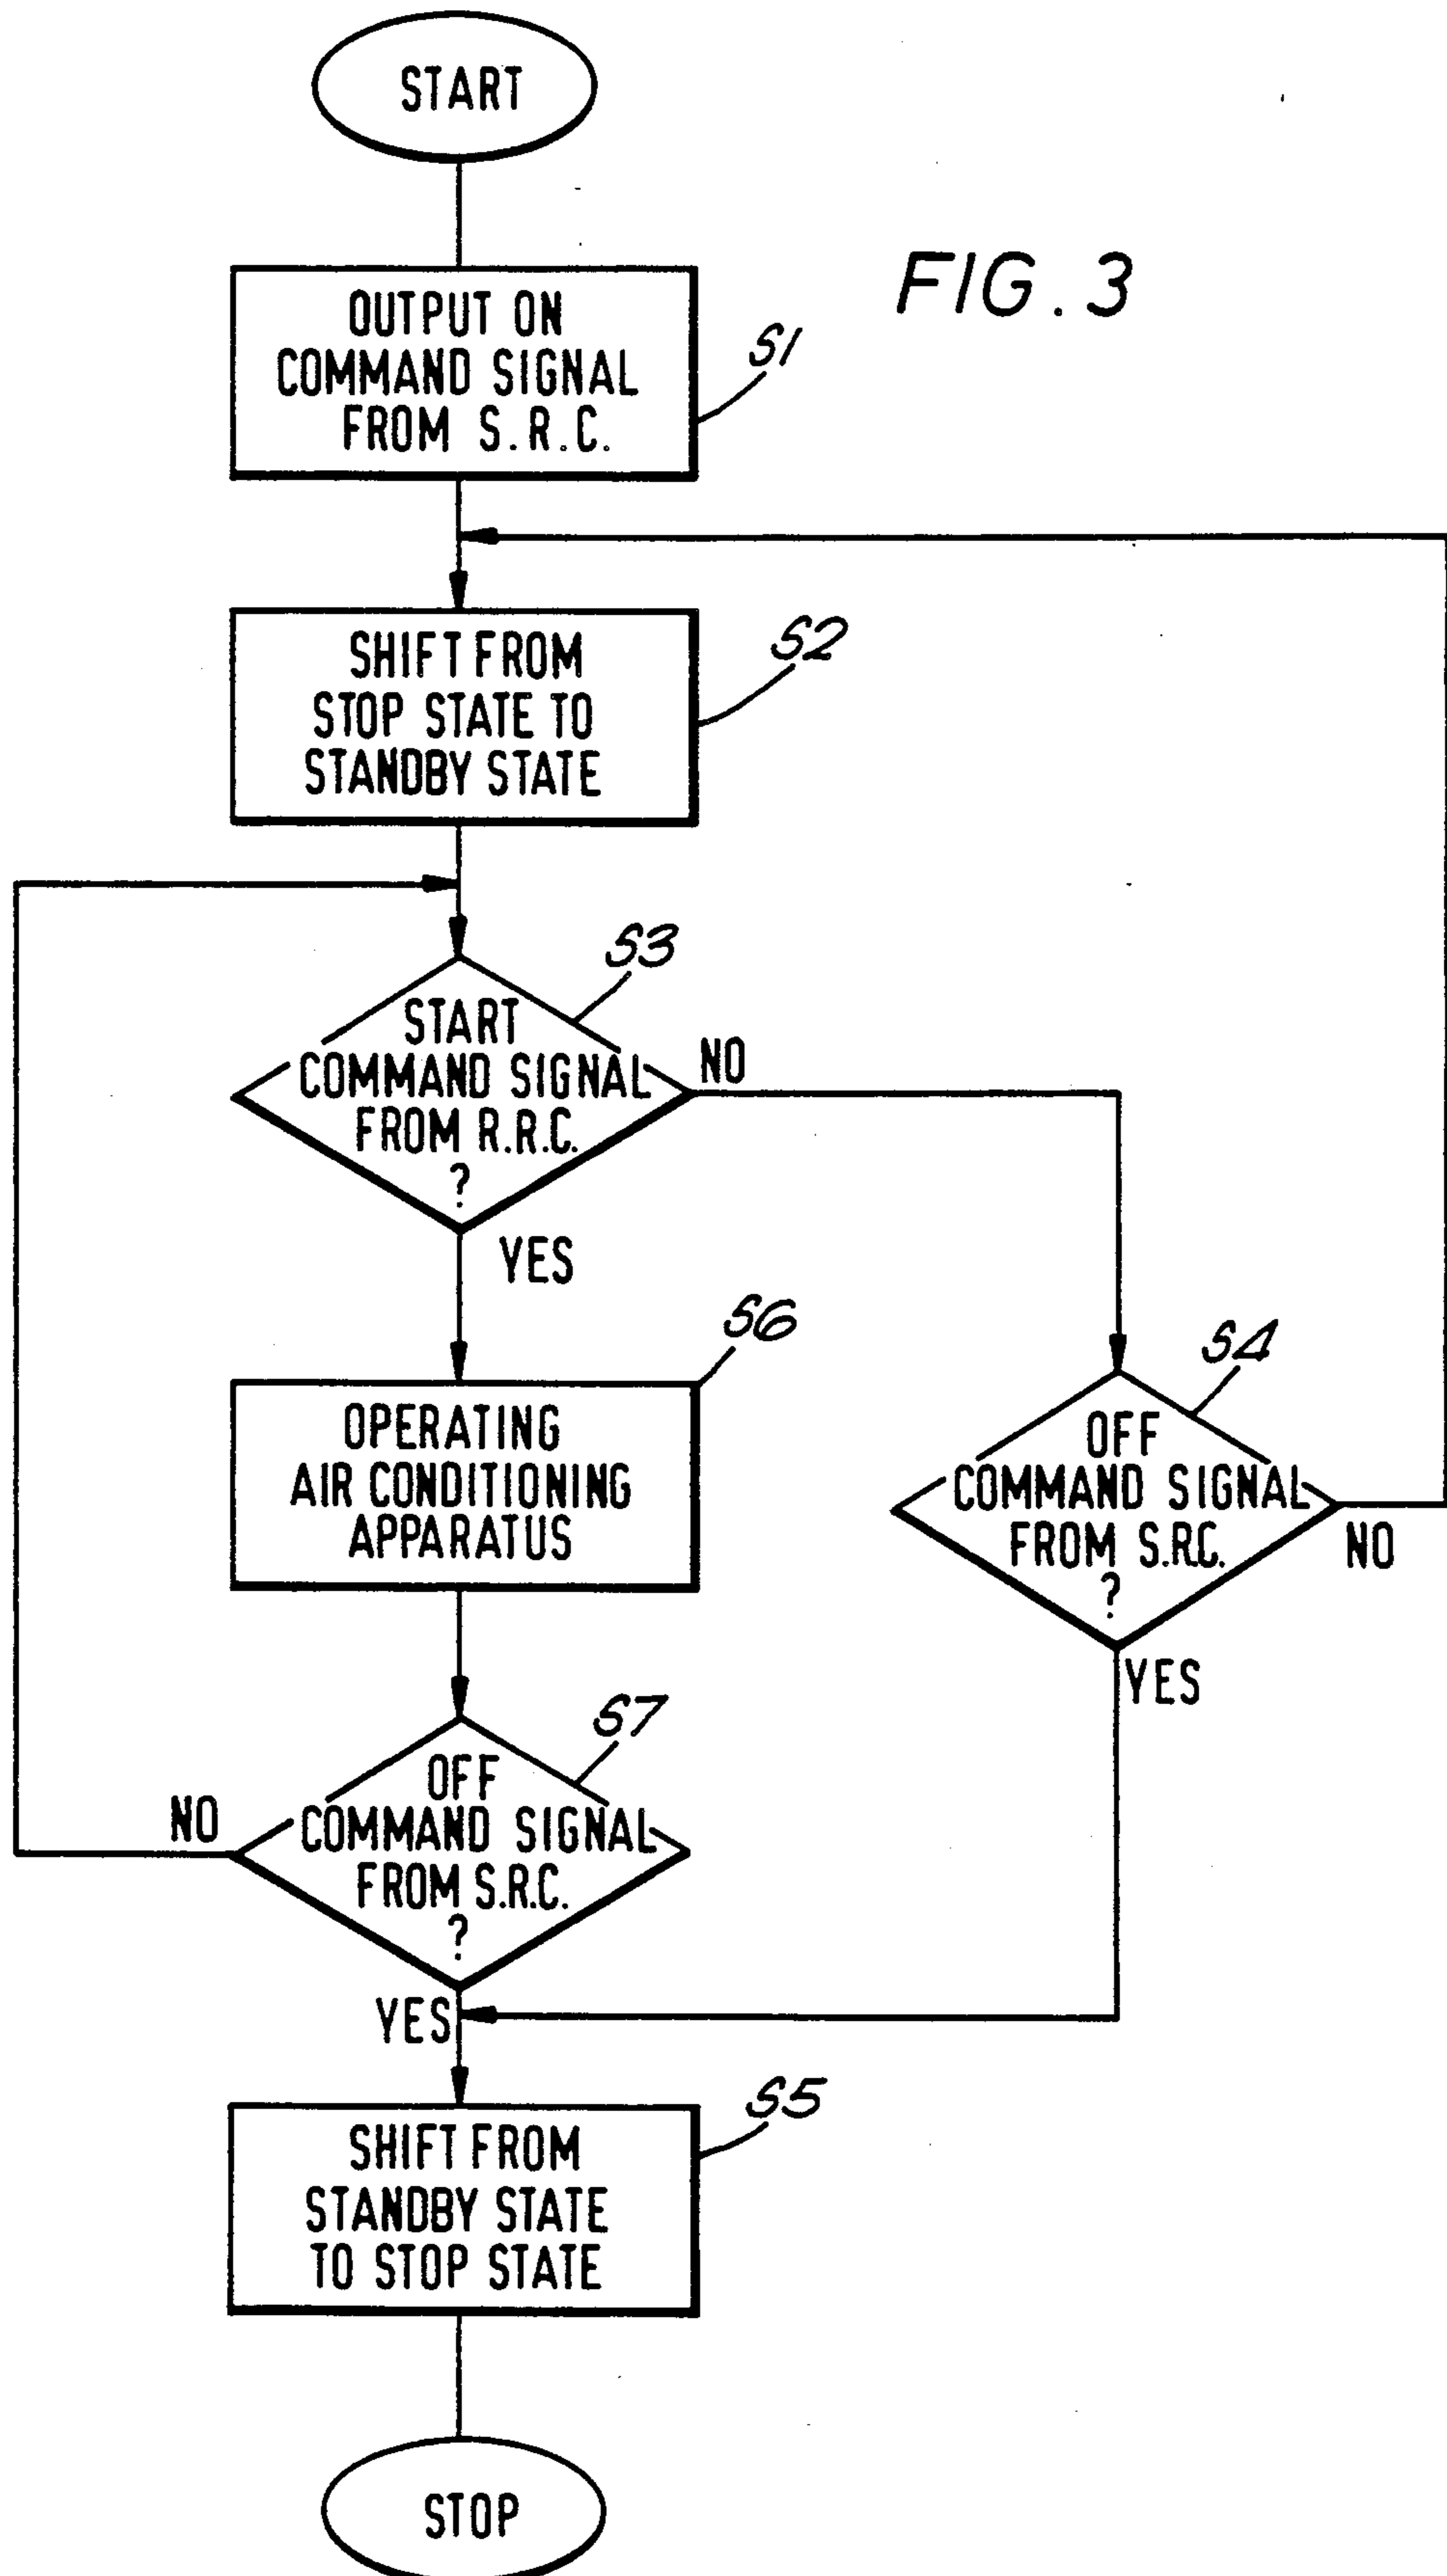 START
FIG. 3
OUTPUT ON
COMMAND SIGNAL
FROM S.R.C.
S1
SHIFT FROM
STOP STATE TO
STANDBY STATE
S2
START
COMMAND SIGNAL
FROM R.R.C.
?
S3
NO
YES
OPERATING
AIR CONDITIONING
APPARATUS
S6
OFF
COMMAND SIGNAL
FROM S.R.C.
?
S4
NO
YES
OFF
COMMAND SIGNAL
FROM S.R.C.
?
S7
NO
YES
SHIFT FROM
STANDBY STATE
TO STOP STATE
S5
STOP